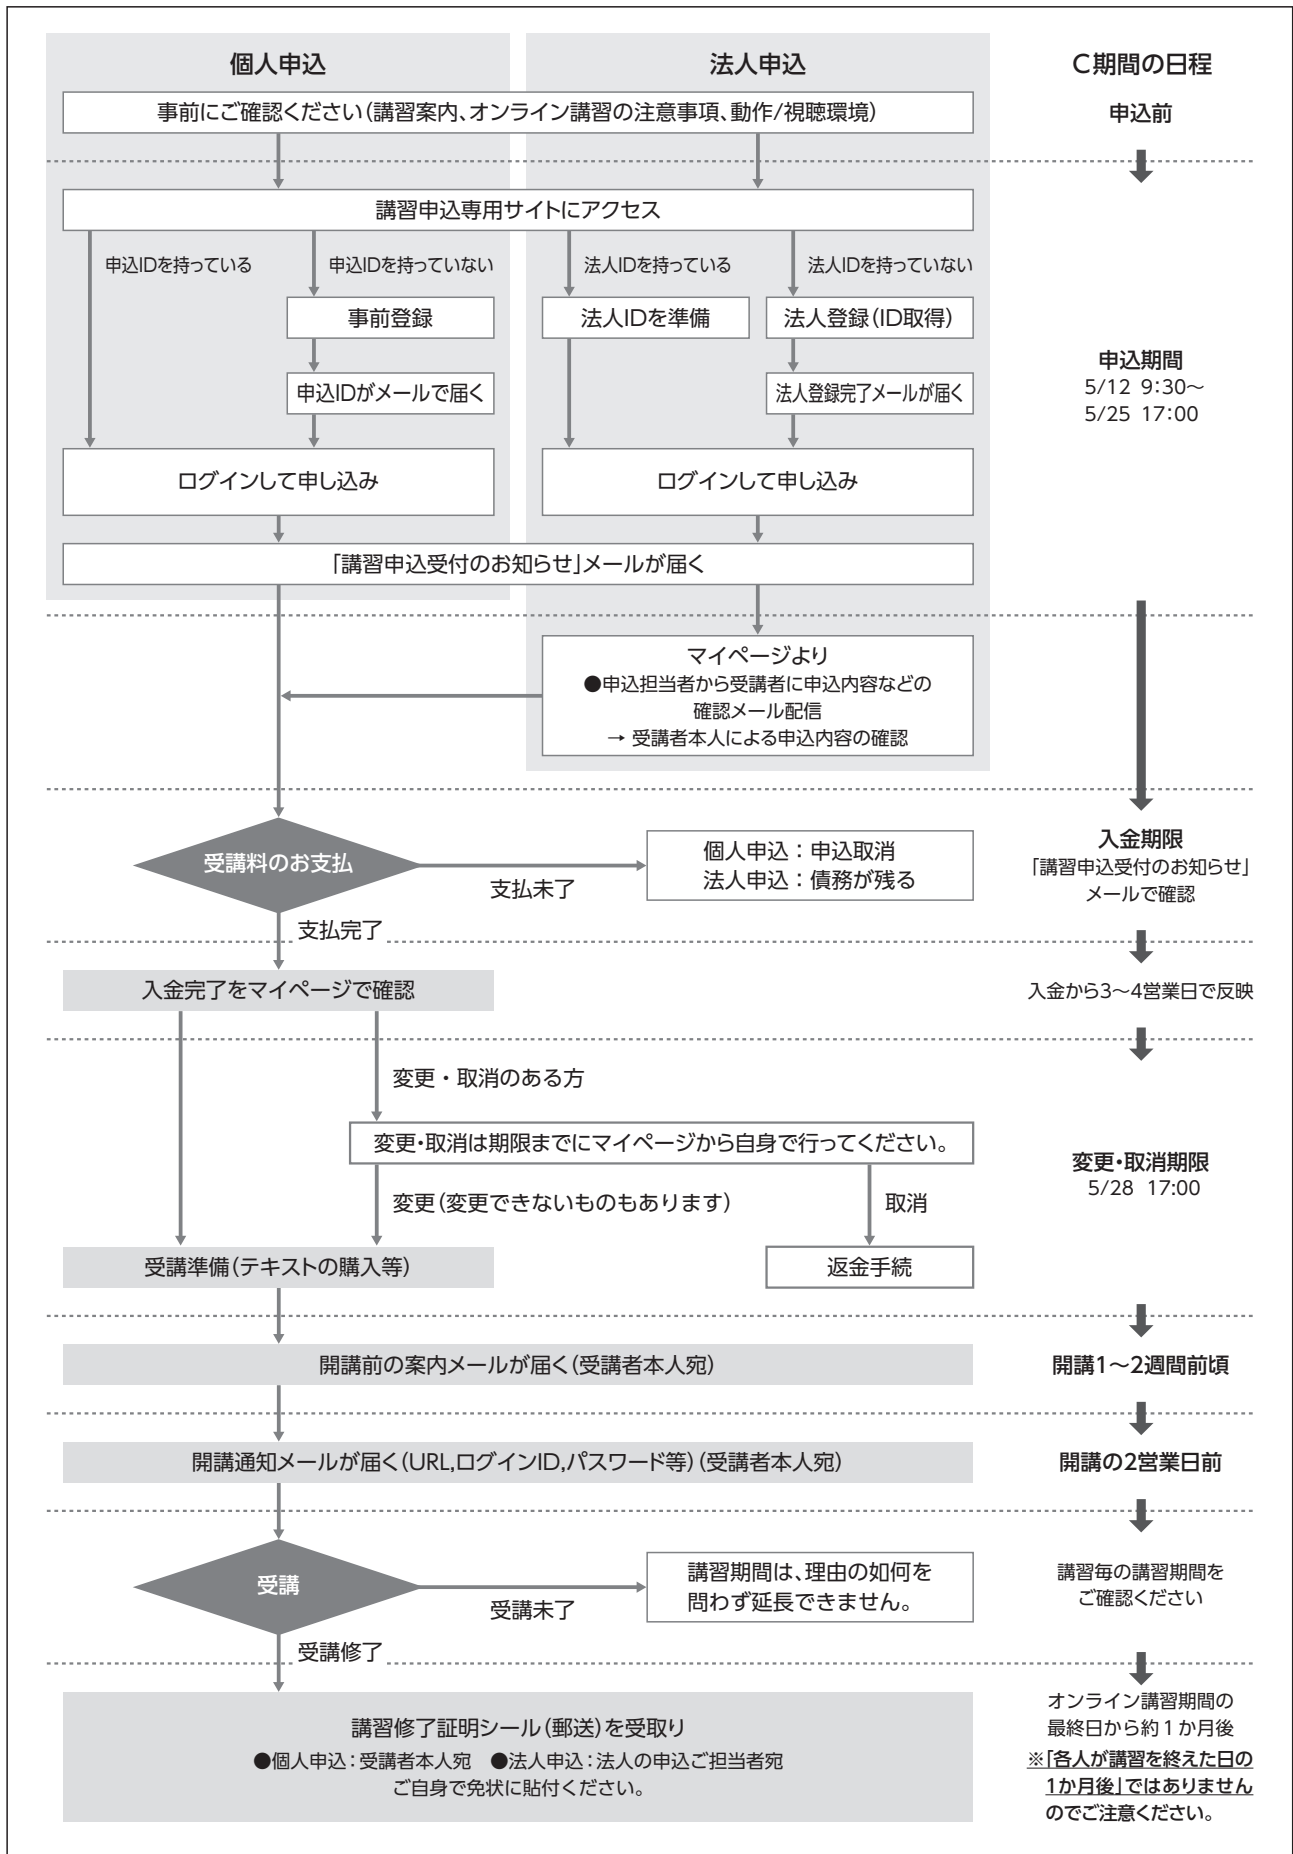 個人申込
法人申込
C期間の日程
事前にご確認ください(講習案内、オンライン講習の注意事項、動作/視聴環境)
申込前
講習申込専用サイトにアクセス
申込IDを持っている
申込IDを持っていない
法人IDを持っている
法人IDを持っていない
事前登録
法人IDを準備
法人登録(ID取得)
申込IDがメールで届く
法人登録完了メールが届く
申込期間
5/12 9:30〜
5/25 17:00
ログインして申し込み
ログインして申し込み
「講習申込受付のお知らせ」メールが届く
マイページより
●申込担当者から受講者に申込内容などの
確認メール配信
→ 受講者本人による申込内容の確認
受講料のお支払
支払未了
個人申込:申込取消
法人申込:債務が残る
入金期限
「講習申込受付のお知らせ」
メールで確認
支払完了
入金完了をマイページで確認
入金から3〜4営業日で反映
変更・取消のある方
変更・取消は期限までにマイページから自身で行ってください。
変更・取消期限
5/28 17:00
変更(変更できないものもあります)
取消
受講準備(テキストの購入等)
返金手続
開講前の案内メールが届く(受講者本人宛)
開講1〜2週間前頃
開講通知メールが届く(URL,ログインID,パスワード等)(受講者本人宛)
開講の2営業日前
受講
受講未了
講習期間は、理由の如何を
問わず延長できません。
講習毎の講習期間を
ご確認ください
受講修了
講習修了証明シール(郵送)を受取り
●個人申込:受講者本人宛 ●法人申込:法人の申込ご担当者宛
ご自身で免状に貼付ください。
オンライン講習期間の
最終日から約1か月後
※「各人が講習を終えた日の
1か月後」ではありません
のでご注意ください。